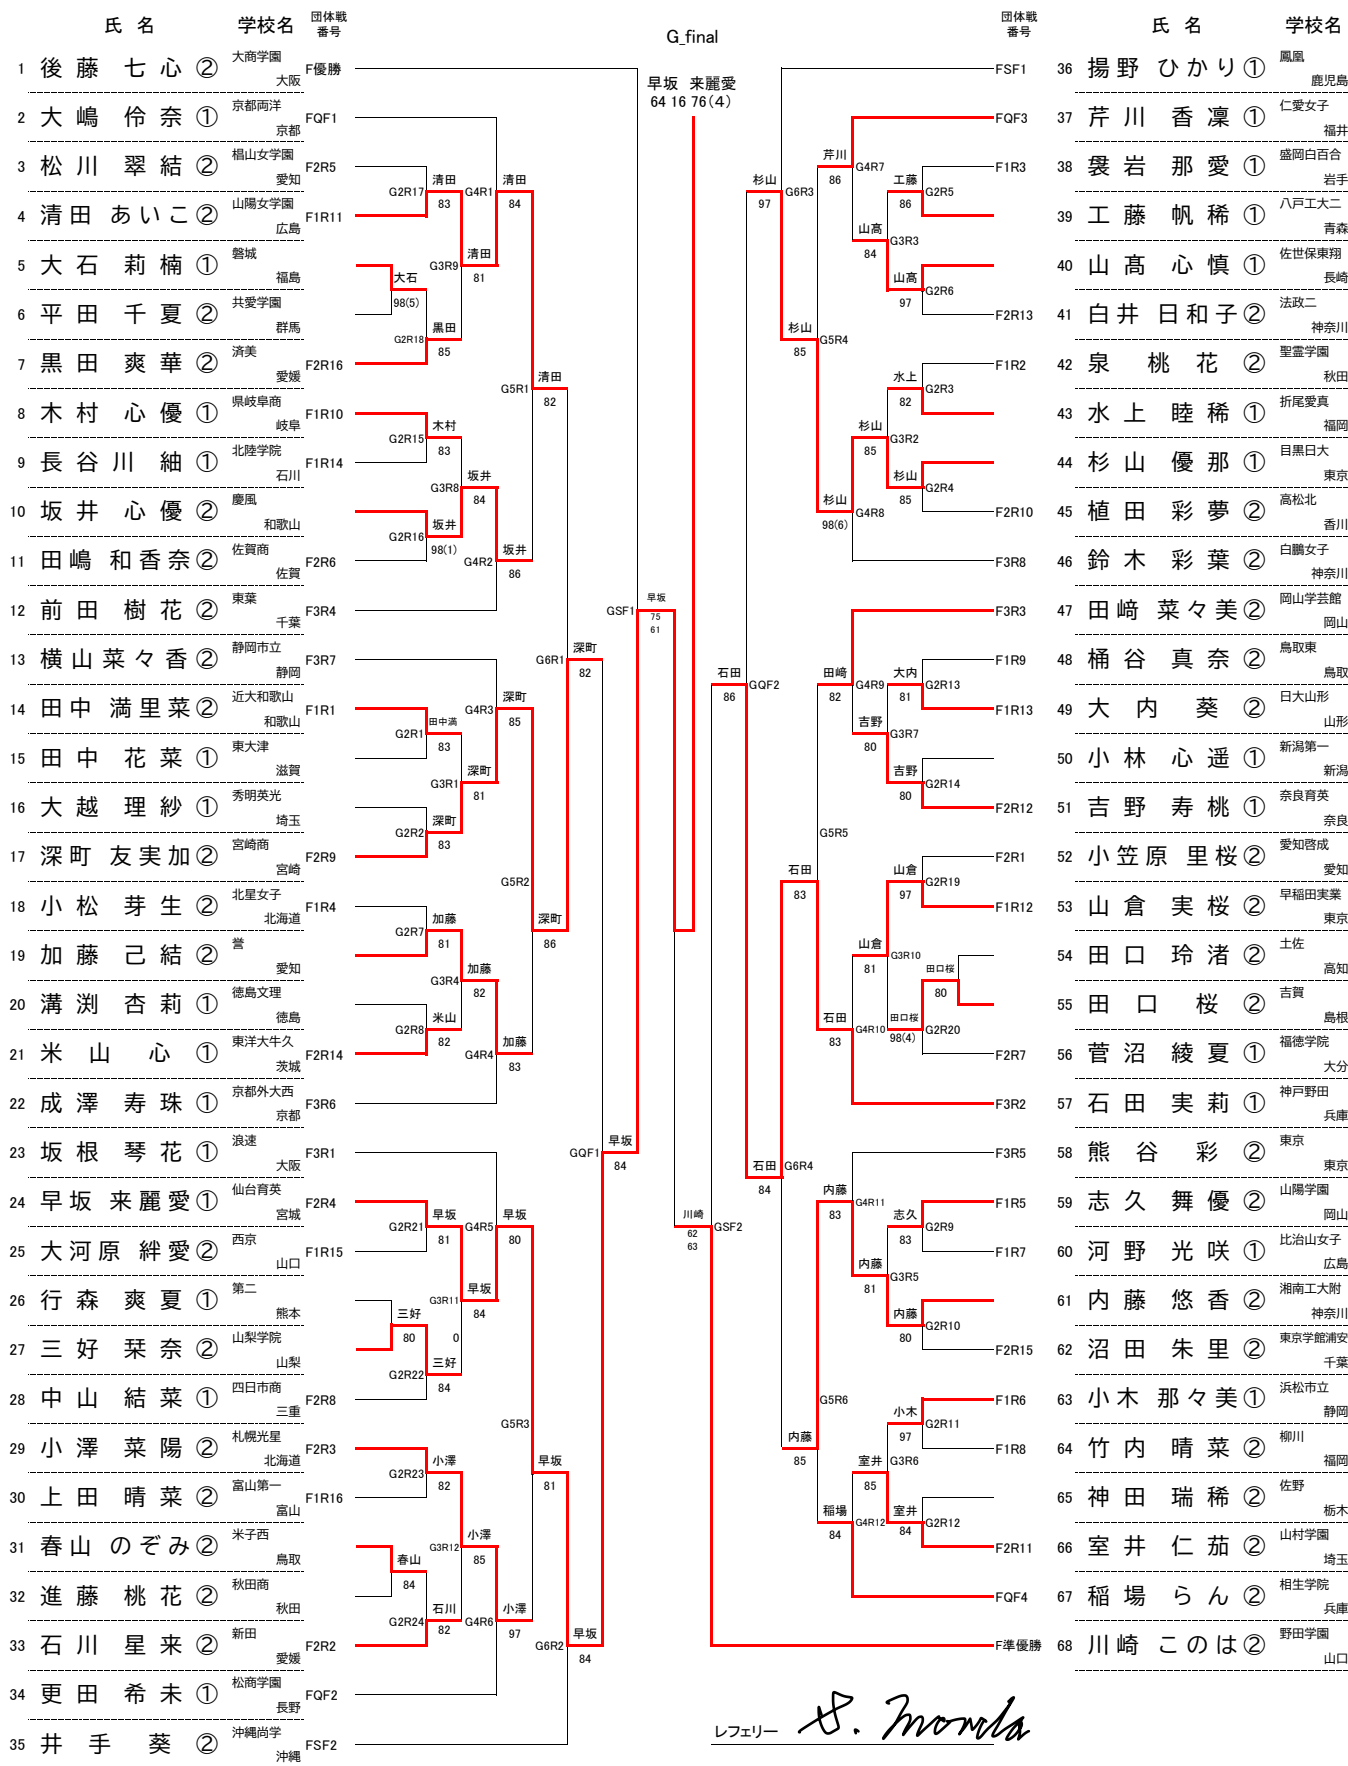 氏 名 学校名 団体戦番号
G_final
早坂 来麗愛
64 16 76(4)
団体戦番号 氏 名 学校名
1 後藤 七心 ② 大商学園 大阪 F優勝
2 大嶋 伶奈 ① 京都両洋 京都 FQF1
3 松川 翠結 ② 椙山女学園 愛知 F2R5
4 清田 あいこ ② 山陽女学園 広島 F1R11
5 大石 莉楠 ① 磐城 福島
6 平田 千夏 ② 共愛学園 群馬
7 黒田 爽華 ② 済美 愛媛 F2R16
8 木村 心優 ① 県岐阜商 岐阜 F1R10
9 長谷川 紬 ① 北陸学院 石川 F1R14
10 坂井 心優 ② 慶風 和歌山
11 田嶋 和香奈 ② 佐賀商 佐賀 F2R6
12 前田 樹花 ② 東葉 千葉 F3R4
13 横山 菜々香 ② 静岡市立 静岡 F3R7
14 田中 満里菜 ② 近大和歌山 和歌山 F1R1
15 田中 花菜 ① 東大津 滋賀
16 大越 理紗 ① 秀明英光 埼玉
17 深町 友実加 ② 宮崎商 宮崎 F2R9
18 小松 芽生 ② 北星女子 北海道 F1R4
19 加藤 己結 ② 誉 愛知
20 溝渕 杏莉 ① 徳島文理 徳島
21 米山 心 ① 東洋大牛久 茨城 F2R14
22 成澤 寿珠 ① 京都外大西 京都 F3R6
23 坂根 琴花 ① 浪速 大阪 F3R1
24 早坂 来麗愛 ① 仙台育英 宮城 F2R4
25 大河原 絆愛 ② 西京 山口 F1R15
26 行森 爽夏 ① 第二 熊本
27 三好 栞奈 ② 山梨学院 山梨
28 中山 結菜 ① 四日市商 三重 F2R8
29 小澤 菜陽 ② 札幌光星 北海道 F2R3
30 上田 晴菜 ② 富山第一 富山 F1R16
31 春山 のぞみ ② 米子西 鳥取
32 進藤 桃花 ② 秋田商 秋田
33 石川 星来 ② 新田 愛媛 F2R2
34 更田 希未 ① 松商学園 長野 FQF2
35 井手 葵 ② 沖縄尚学 沖縄 FSF2
G2R17 清田 83
大石 98(5)
G2R18 黒田 85
G2R15 木村 83
G2R16 坂井 98(1)
G2R1 田中満 83
G2R2 深町 83
G2R7 加藤 81
G2R8 米山 82
G2R21 早坂 81
三好 80
G2R22 三好 84
G2R23 小澤 82
春山 84
G2R24 石川 82
G3R9 清田 81
G3R8 坂井 84
G3R1 深町 81
G3R4 加藤 82
G3R11 早坂 84
0
G3R12 小澤 85
G4R1 清田 84
G4R2 坂井 86
G4R3 深町 85
G4R4 加藤 83
G4R5 早坂 80
G4R6 小澤 97
G5R1 清田 82
G5R2 深町 86
G5R3 早坂 81
G6R1 深町 82
G6R2 早坂 84
GQF1 早坂 84
GSF1 早坂 75 61
川崎 62 63 GSF2
石田 86 GQF2
杉山 97 G6R3
石田 84 G6R4
杉山 85 G5R4
石田 83 G5R5
内藤 85 G5R6
芹川 86 G4R7
杉山 98(6) G4R8
田﨑 82 G4R9
石田 83 G4R10
内藤 83 G4R11
稲場 84 G4R12
山髙 84 G3R3
杉山 85 G3R2
吉野 80 G3R7
山倉 81 G3R10
内藤 81 G3R5
室井 85 G3R6
工藤 86 G2R5
山髙 97 G2R6
水上 82 G2R3
杉山 85 G2R4
大内 81 G2R13
吉野 80 G2R14
山倉 97 G2R19
田口桜 80
田口桜 98(4) G2R20
志久 83 G2R9
内藤 80 G2R10
小木 97 G2R11
室井 84 G2R12
FSF1 36 揚野 ひかり ① 鳳凰 鹿児島
FQF3 37 芹川 香凜 ① 仁愛女子 福井
F1R3 38 褜岩 那愛 ① 盛岡白百合 岩手
39 工藤 帆稀 ① 八戸工大二 青森
40 山髙 心慎 ① 佐世保東翔 長崎
F2R13 41 白井 日和子 ② 法政二 神奈川
F1R2 42 泉 桃花 ② 聖霊学園 秋田
43 水上 睦稀 ① 折尾愛真 福岡
44 杉山 優那 ① 目黒日大 東京
F2R10 45 植田 彩夢 ② 高松北 香川
F3R8 46 鈴木 彩葉 ② 白鵬女子 神奈川
F3R3 47 田﨑 菜々美 ② 岡山学芸館 岡山
F1R9 48 桶谷 真奈 ② 鳥取東 鳥取
F1R13 49 大内 葵 ② 日大山形 山形
50 小林 心遥 ① 新潟第一 新潟
F2R12 51 吉野 寿桃 ① 奈良育英 奈良
F2R1 52 小笠原 里桜 ② 愛知啓成 愛知
F1R12 53 山倉 実桜 ② 早稲田実業 東京
54 田口 玲渚 ② 土佐 高知
55 田口 桜 ② 吉賀 島根
F2R7 56 菅沼 綾夏 ① 福徳学院 大分
F3R2 57 石田 実莉 ① 神戸野田 兵庫
F3R5 58 熊谷 彩 ② 東京 東京
F1R5 59 志久 舞優 ② 山陽学園 岡山
F1R7 60 河野 光咲 ① 比治山女子 広島
61 内藤 悠香 ② 湘南工大附 神奈川
F2R15 62 沼田 朱里 ② 東京学館浦安 千葉
F1R6 63 小木 那々美 ① 浜松市立 静岡
F1R8 64 竹内 晴菜 ② 柳川 福岡
65 神田 瑞稀 ② 佐野 栃木
F2R11 66 室井 仁茄 ② 山村学園 埼玉
FQF4 67 稲場 らん ② 相生学院 兵庫
F準優勝 68 川崎 このは ② 野田学園 山口
レフェリー